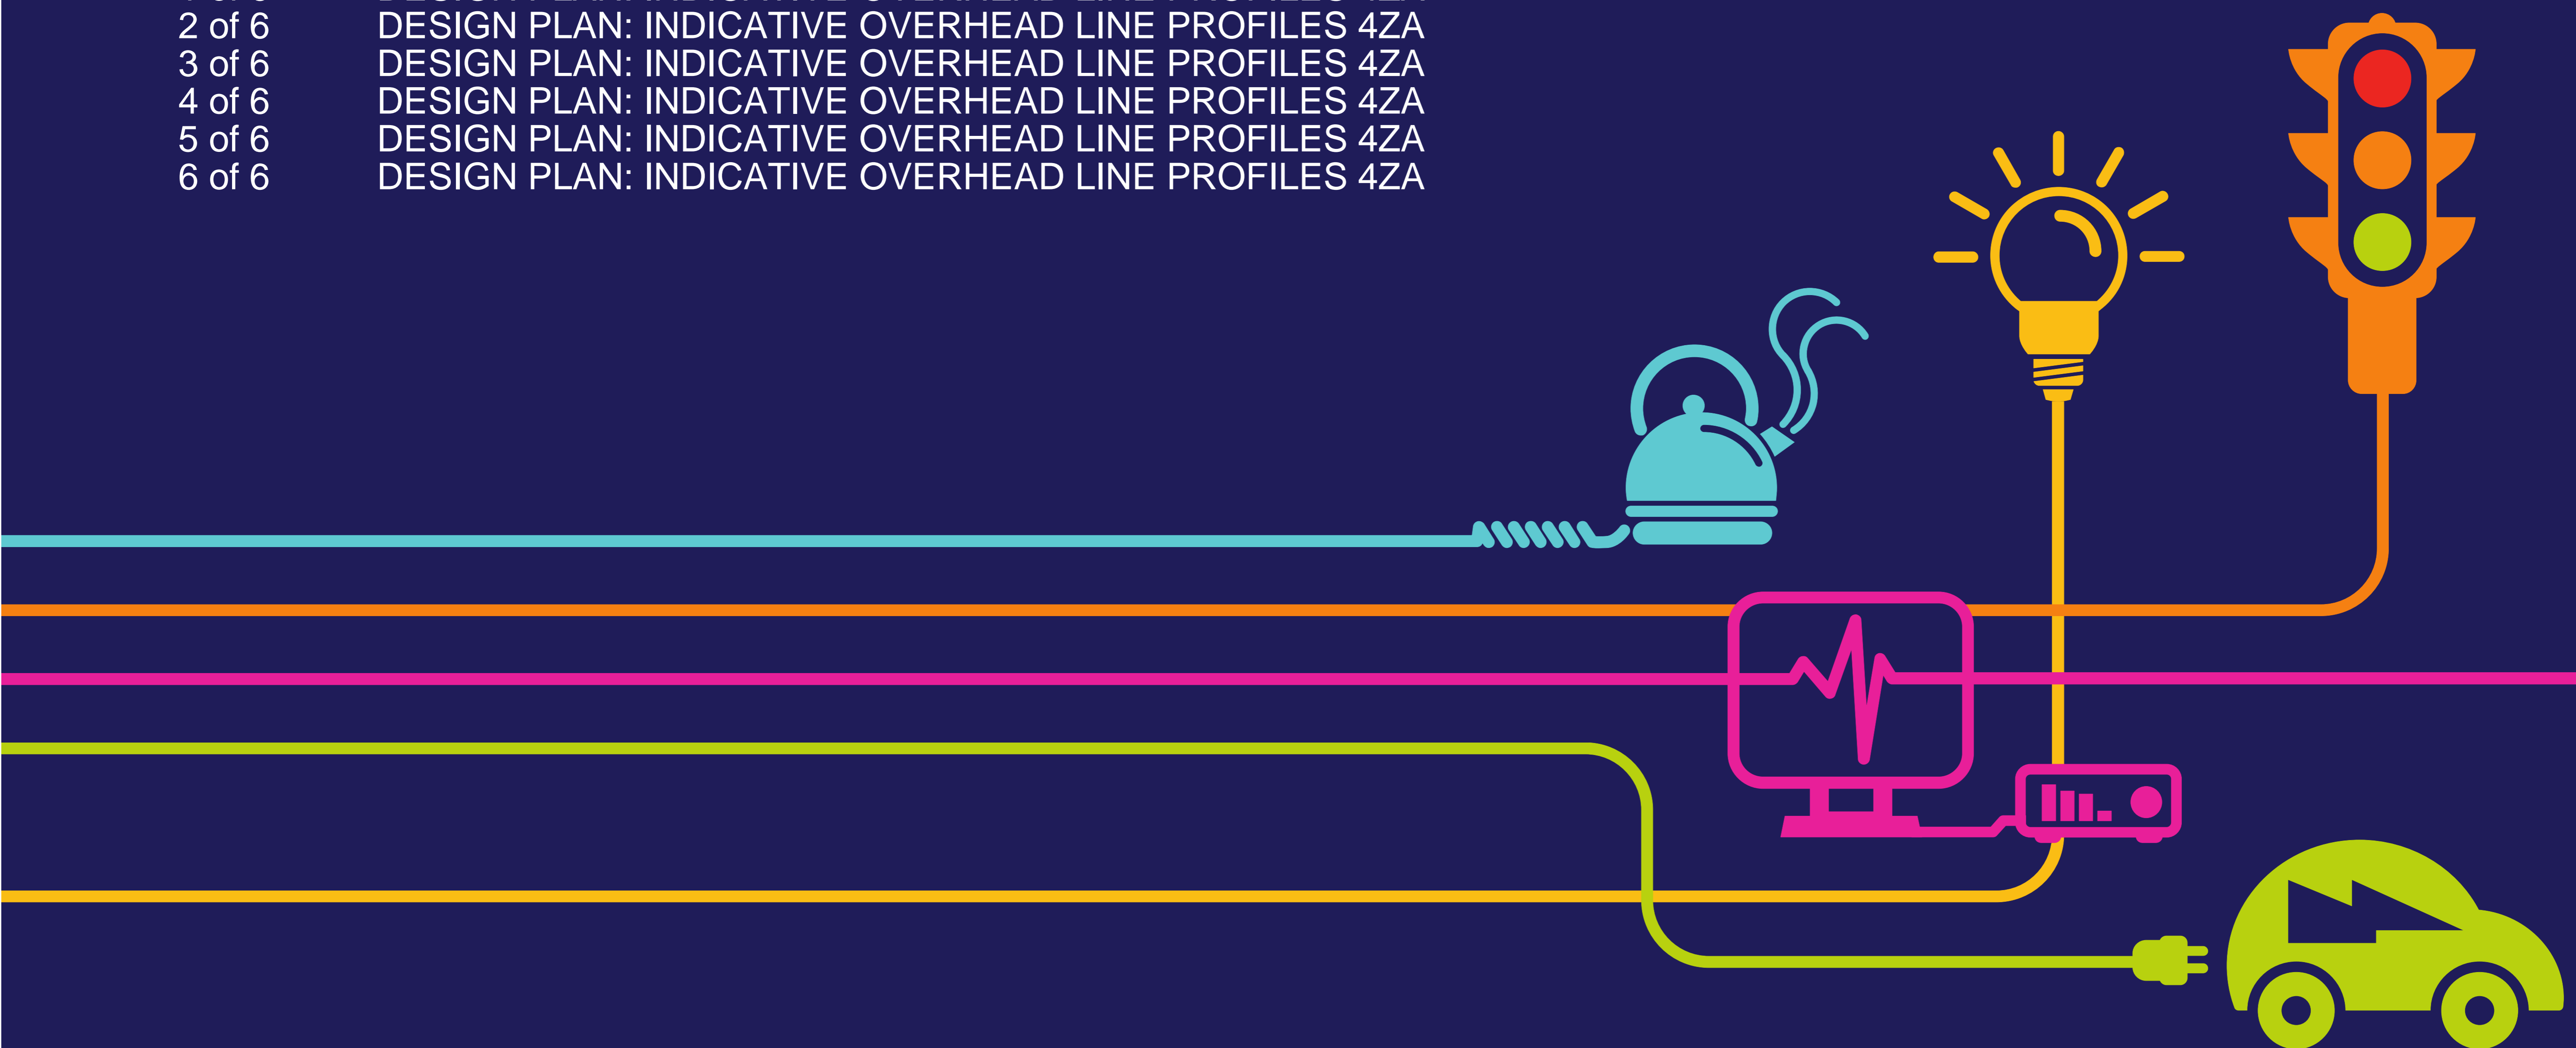 2 of 6 DESIGN PLAN: INDICATIVE OVERHEAD LINE PROFILES 4ZA
3 of 6 DESIGN PLAN: INDICATIVE OVERHEAD LINE PROFILES 4ZA
4 of 6 DESIGN PLAN: INDICATIVE OVERHEAD LINE PROFILES 4ZA
5 of 6 DESIGN PLAN: INDICATIVE OVERHEAD LINE PROFILES 4ZA
6 of 6 DESIGN PLAN: INDICATIVE OVERHEAD LINE PROFILES 4ZA